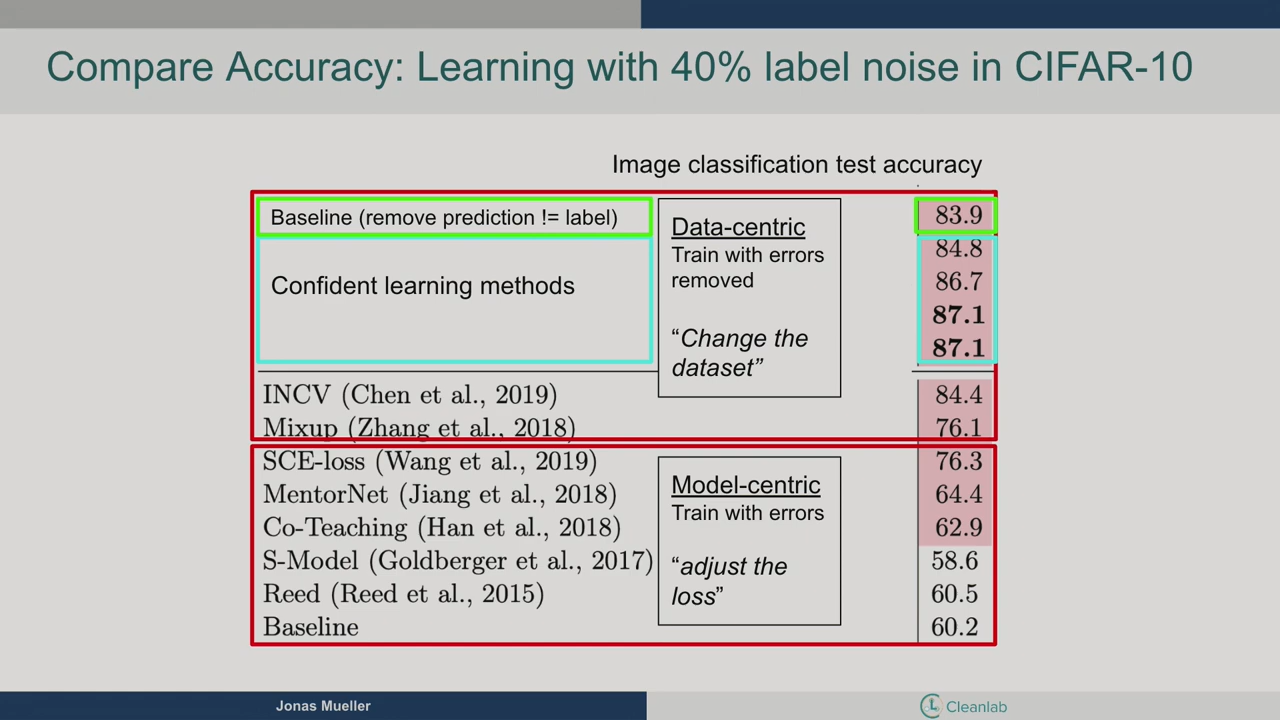 Compare Accuracy: Learning with 40% label noise in CIFAR-10
Image classification test accuracy
Baseline (remove prediction != label)
83.9
Confident learning methods
84.8
86.7
87.1
87.1
Data-centric
Train with errors
removed
“Change the
dataset”
INCV (Chen et al., 2019)
84.4
Mixup (Zhang et al., 2018)
76.1
SCE-loss (Wang et al., 2019)
76.3
MentorNet (Jiang et al., 2018)
64.4
Co-Teaching (Han et al., 2018)
62.9
S-Model (Goldberger et al., 2017)
58.6
Reed (Reed et al., 2015)
60.5
Baseline
60.2
Model-centric
Train with errors
“adjust the
loss”
Jonas Mueller
Cleanlab